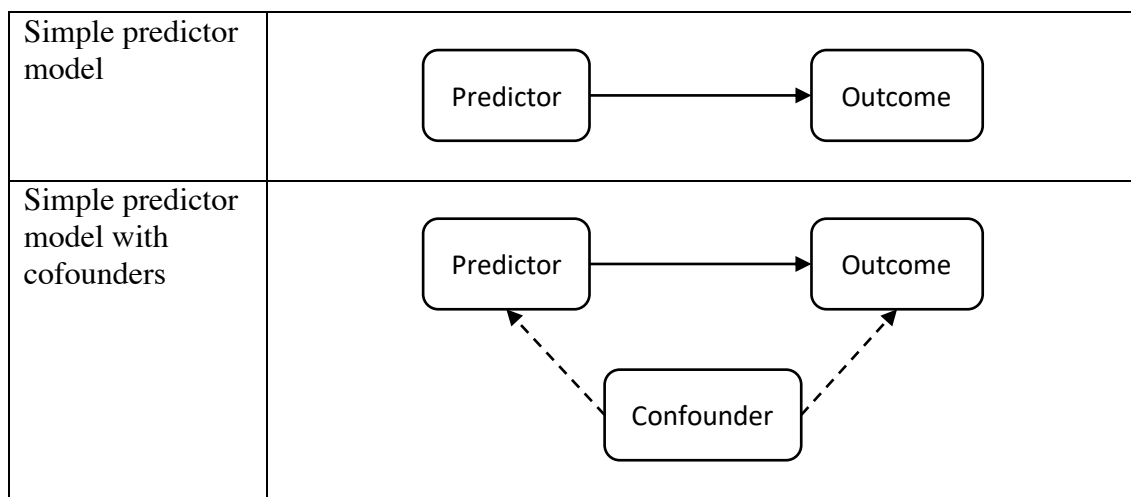 Simple predictor
model
Predictor
Outcome
Simple predictor
model with
cofounders
Predictor
Outcome
Confounder